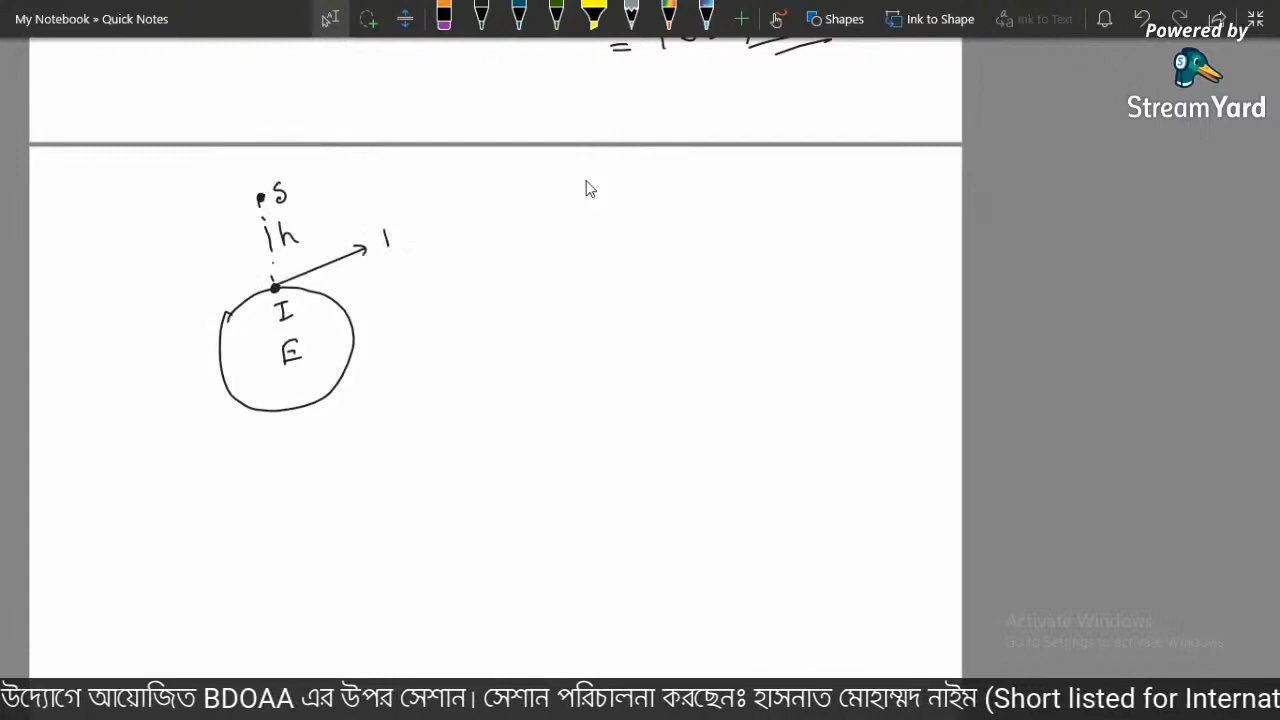 My Notebook » Quick Notes
Shapes
Ink to Shape
Ink to Text
Powered by
StreamYard
S
h
I
E
Activate Windows
Go to Settings to activate Windows.
উদ্যোগে আয়োজিত BDOAA এর উপর সেশান। সেশান পরিচালনা করছেনঃ হাসনাত মোহাম্মদ নাইম (Short listed for Internat